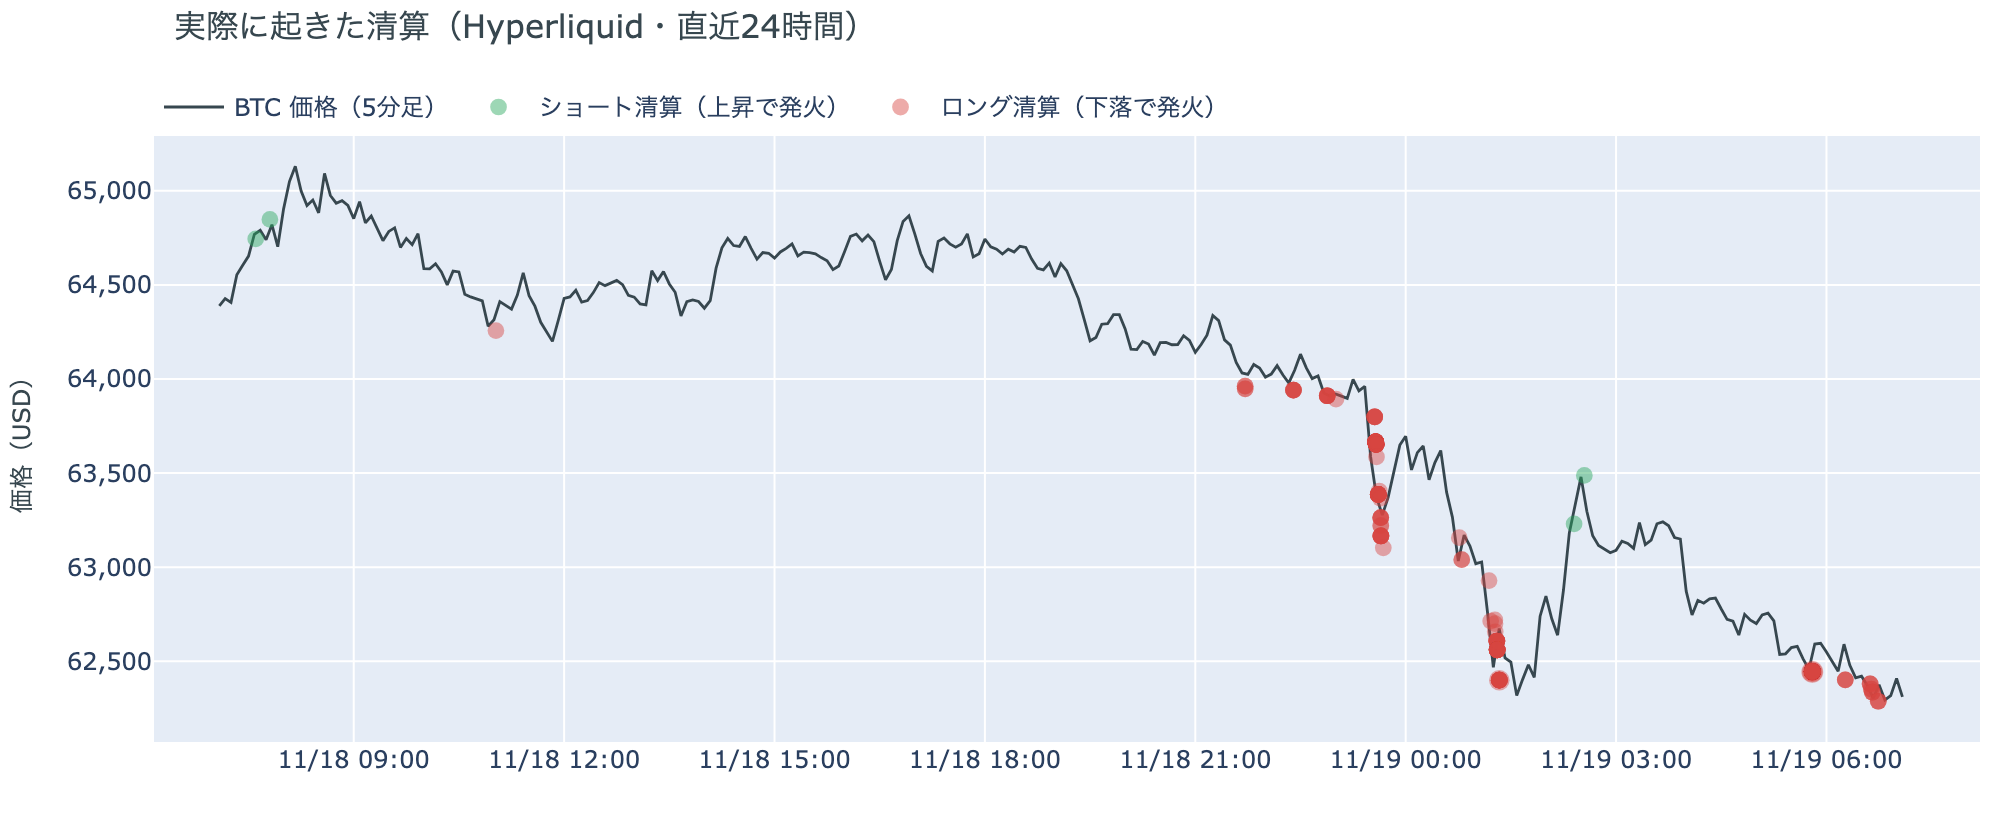 実際に起きた清算（Hyperliquid・直近24時間）
BTC 価格（5分足） ショート清算（上昇で発火） ロング清算（下落で発火）
価格（USD）
65,000
64,500
64,000
63,500
63,000
62,500
11/18 09:00 11/18 12:00 11/18 15:00 11/18 18:00 11/18 21:00 11/19 00:00 11/19 03:00 11/19 06:00